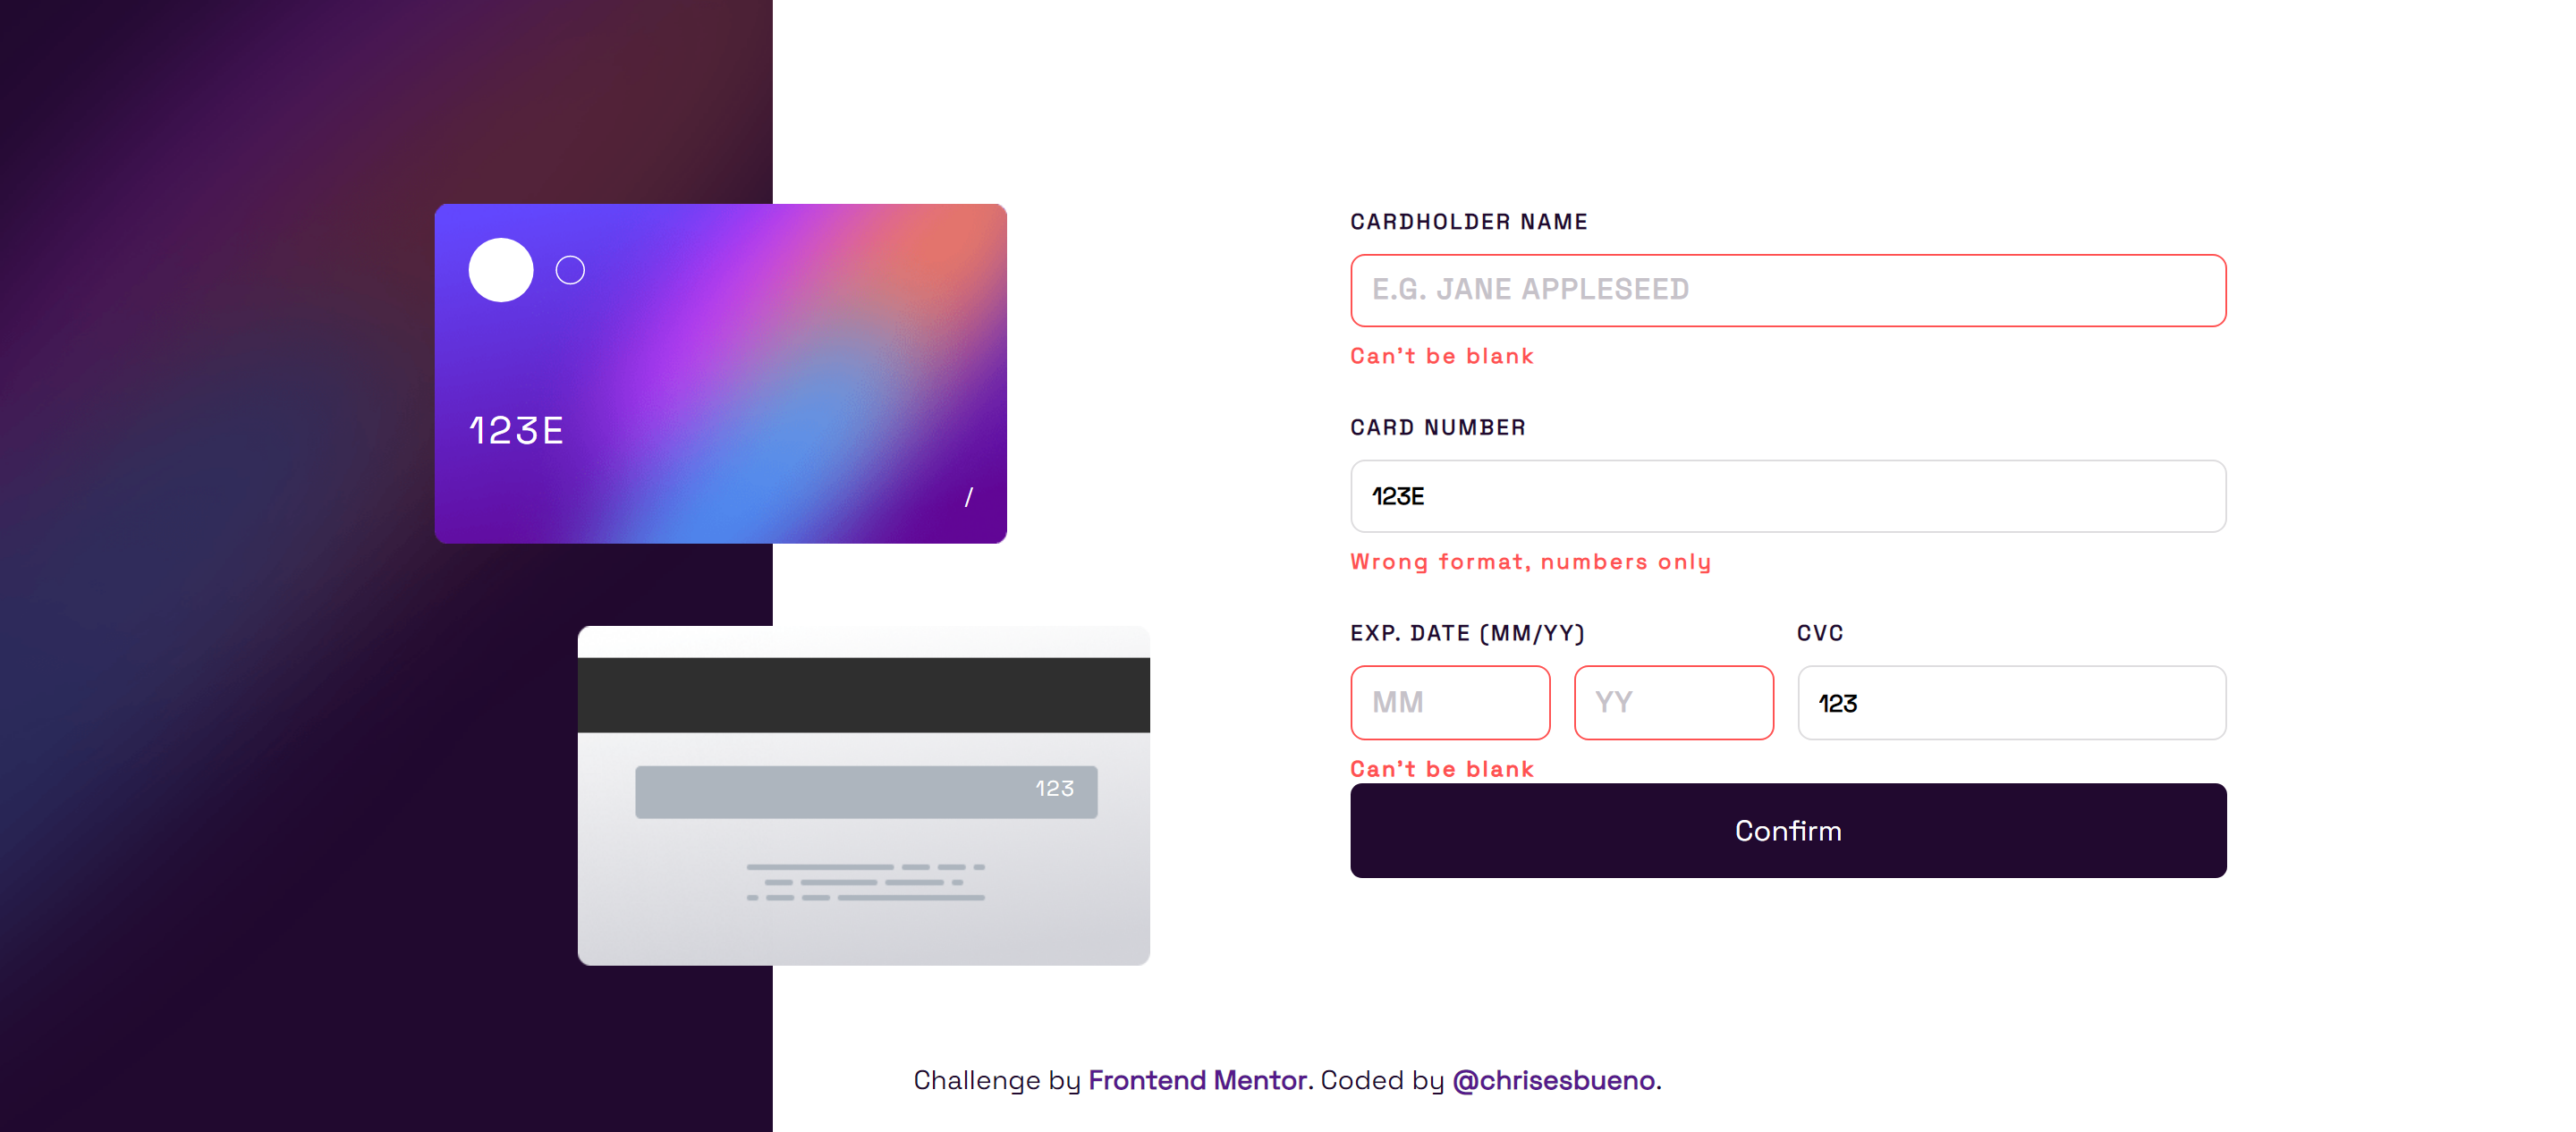 123E
/
123
CARDHOLDER NAME
E.G. JANE APPLESEED
Can't be blank
CARD NUMBER
123E
Wrong format, numbers only
EXP. DATE (MM/YY) CVC
MM YY 123
Can't be blank
Confirm
Challenge by Frontend Mentor. Coded by @chrisesbueno.